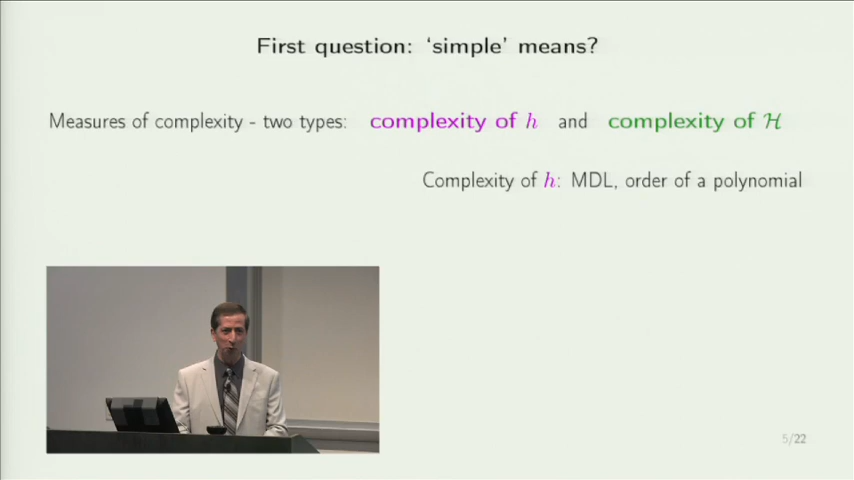 First question: ‘simple’ means?
Measures of complexity - two types: complexity of h and complexity of ℋ
Complexity of h: MDL, order of a polynomial
5/22